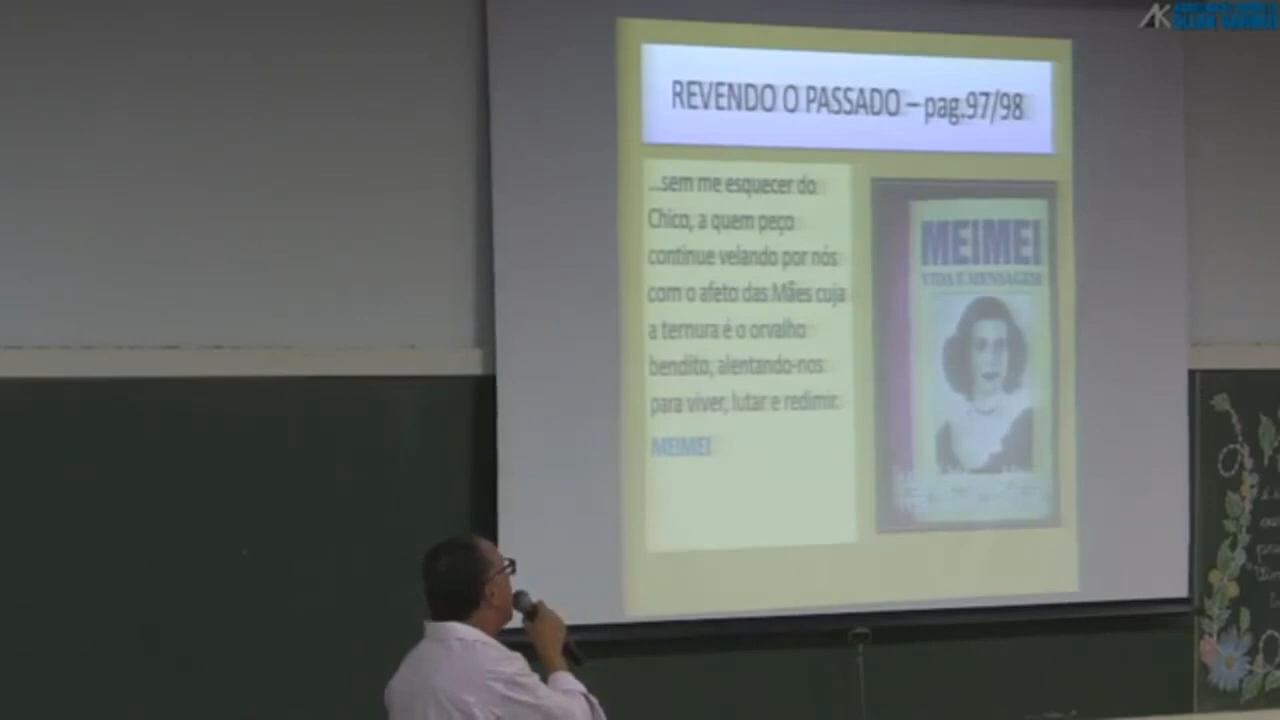 REVENDO O PASSADO – pag.97/98
...sem me esquecer do
Chico, a quem peço
continue velando por nós
com o afeto das Mães cuja
a ternura é o orvalho
bendito, alentando-nos
para viver, lutar e redimir.
MEIMEI
MEIMEI
VIDA E MENSAGEM
AK